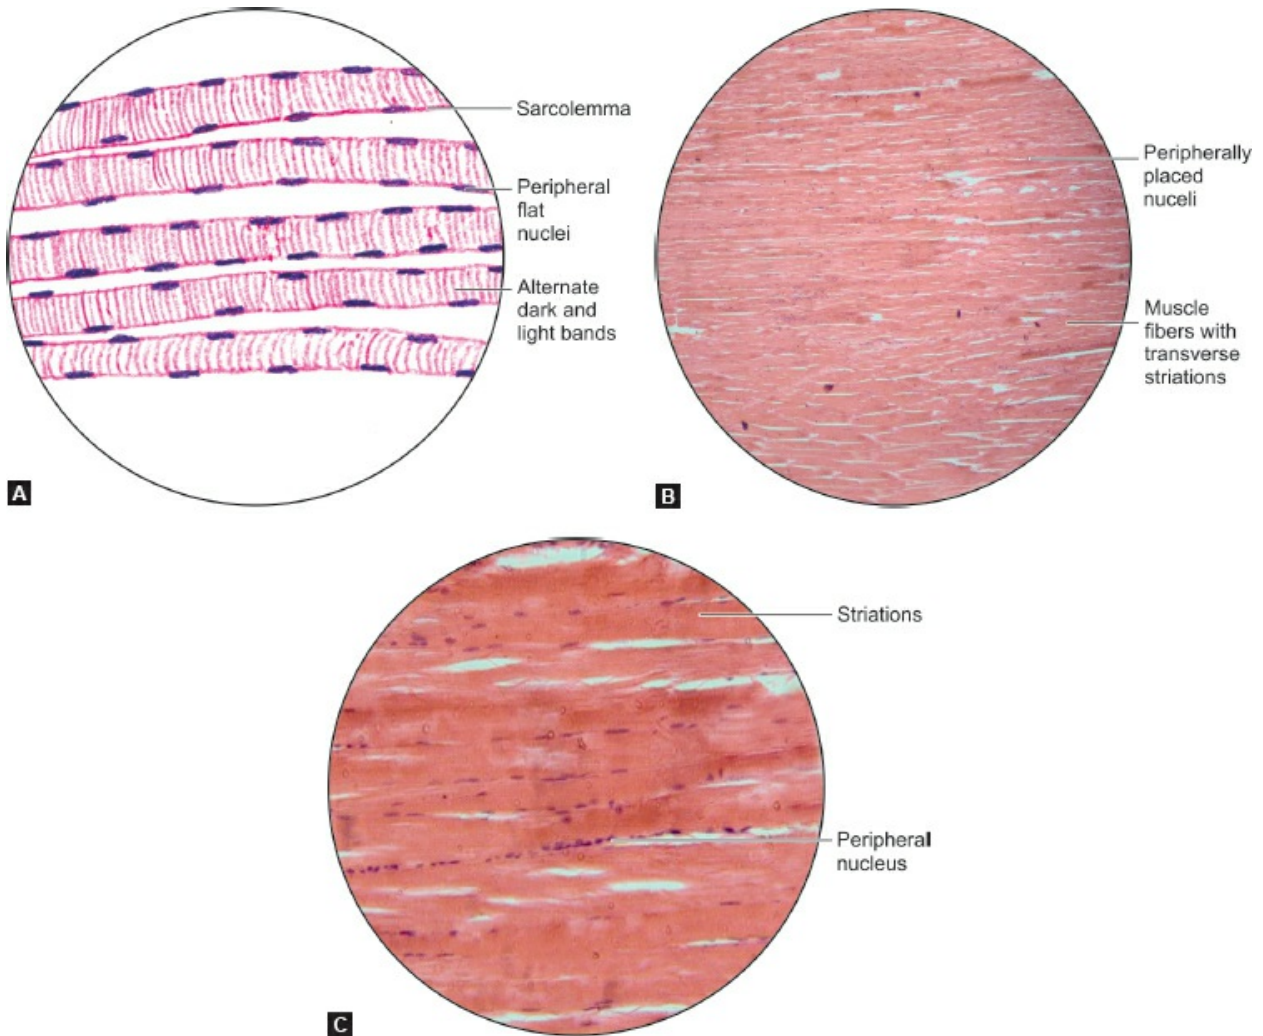 Sarcolemma
Peripheral
flat
nuclei
Alternate
dark and
light bands
A
Peripherally
placed
nuceli
Muscle
fibers with
transverse
striations
B
Striations
Peripheral
nucleus
C